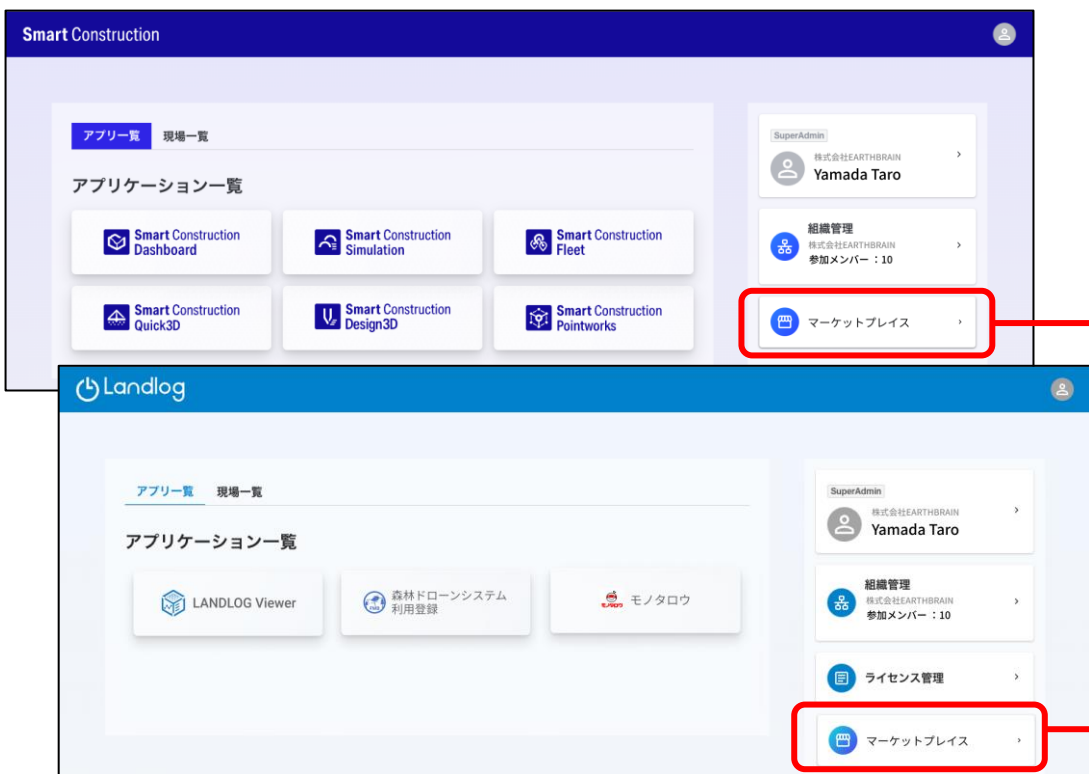 Smart Construction
アプリ一覧 現場一覧
アプリケーション一覧
Smart Construction
Dashboard
Smart Construction
Simulation
Smart Construction
Fleet
Smart Construction
Quick3D
Smart Construction
Design3D
Smart Construction
Pointworks
SuperAdmin
株式会社EARTHBRAIN
Yamada Taro
組織管理
株式会社EARTHBRAIN
参加メンバー：10
マーケットプレイス
Landlog
アプリ一覧 現場一覧
アプリケーション一覧
LANDLOG Viewer
森林ドローンシステム
利用登録
モノタロウ
モノタロウ
SuperAdmin
株式会社EARTHBRAIN
Yamada Taro
組織管理
株式会社EARTHBRAIN
参加メンバー：10
ライセンス管理
マーケットプレイス